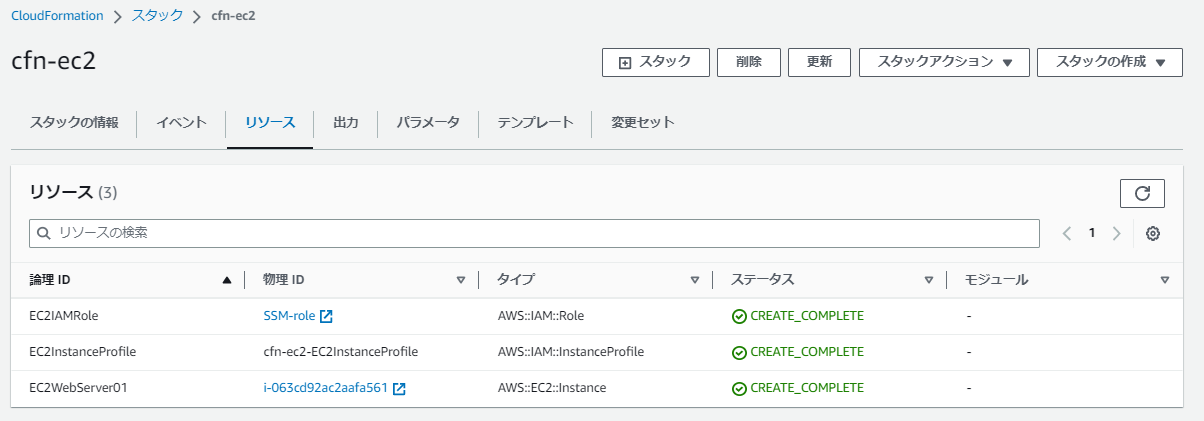 CloudFormation > スタック > cfn-ec2
cfn-ec2
スタック 削除 更新 スタックアクション ▼ スタックの作成 ▼
スタックの情報 イベント リソース 出力 パラメータ テンプレート 変更セット
リソース (3)
リソースの検索
< 1 >
論理 ID ▲ 物理 ID ▽ タイプ ▽ ステータス ▽ モジュール ▽
EC2IAMRole SSM-role AWS::IAM::Role CREATE_COMPLETE -
EC2InstanceProfile cfn-ec2-EC2InstanceProfile AWS::IAM::InstanceProfile CREATE_COMPLETE -
EC2WebServer01 i-063cd92ac2aafa561 AWS::EC2::Instance CREATE_COMPLETE -